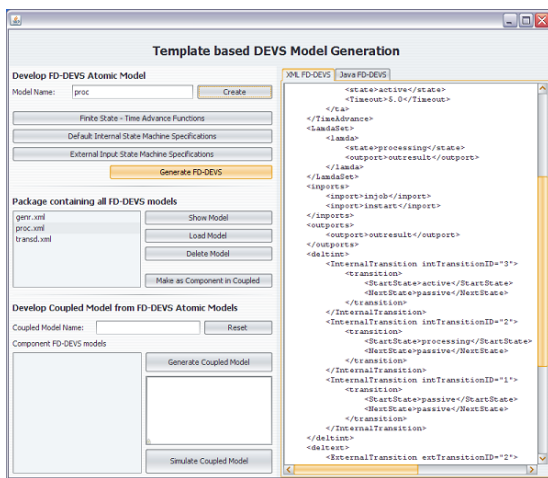 Template based DEVS Model Generation
Develop FD-DEVS Atomic Model
Model Name:
proc
Create
Finite State - Time Advance Functions
Default Internal State Machine Specifications
External Input State Machine Specifications
Generate FD-DEVS
Package containing all FD-DEVS models
genr.xml
proc.xml
transd.xml
Show Model
Load Model
Delete Model
Make as Component in Coupled
Develop Coupled Model from FD-DEVS Atomic Models
Coupled Model Name:
Reset
Component FD-DEVS models
Generate Coupled Model
Simulate Coupled Model
XML FD-DEVS
Java FD-DEVS
<state>active</state>
<Timeout>5.0</Timeout>
</ta>
</TimeAdvance>
<LamdaSet>
<lamda>
<state>processing</state>
<outport>outresult</outport>
</lamda>
</LamdaSet>
<inports>
<inport>injob</inport>
<inport>instart</inport>
</inports>
<outports>
<outport>outresult</outport>
</outports>
<deltint>
<InternalTransition intTransitionID="3">
<transition>
<StartState>active</StartState>
<NextState>passive</NextState>
</transition>
</InternalTransition>
<InternalTransition intTransitionID="2">
<transition>
<StartState>processing</StartState>
<NextState>passive</NextState>
</transition>
</InternalTransition>
<InternalTransition intTransitionID="1">
<transition>
<StartState>passive</StartState>
<NextState>passive</NextState>
</transition>
</InternalTransition>
</deltint>
<deltext>
<ExternalTransition extTransitionID="2">